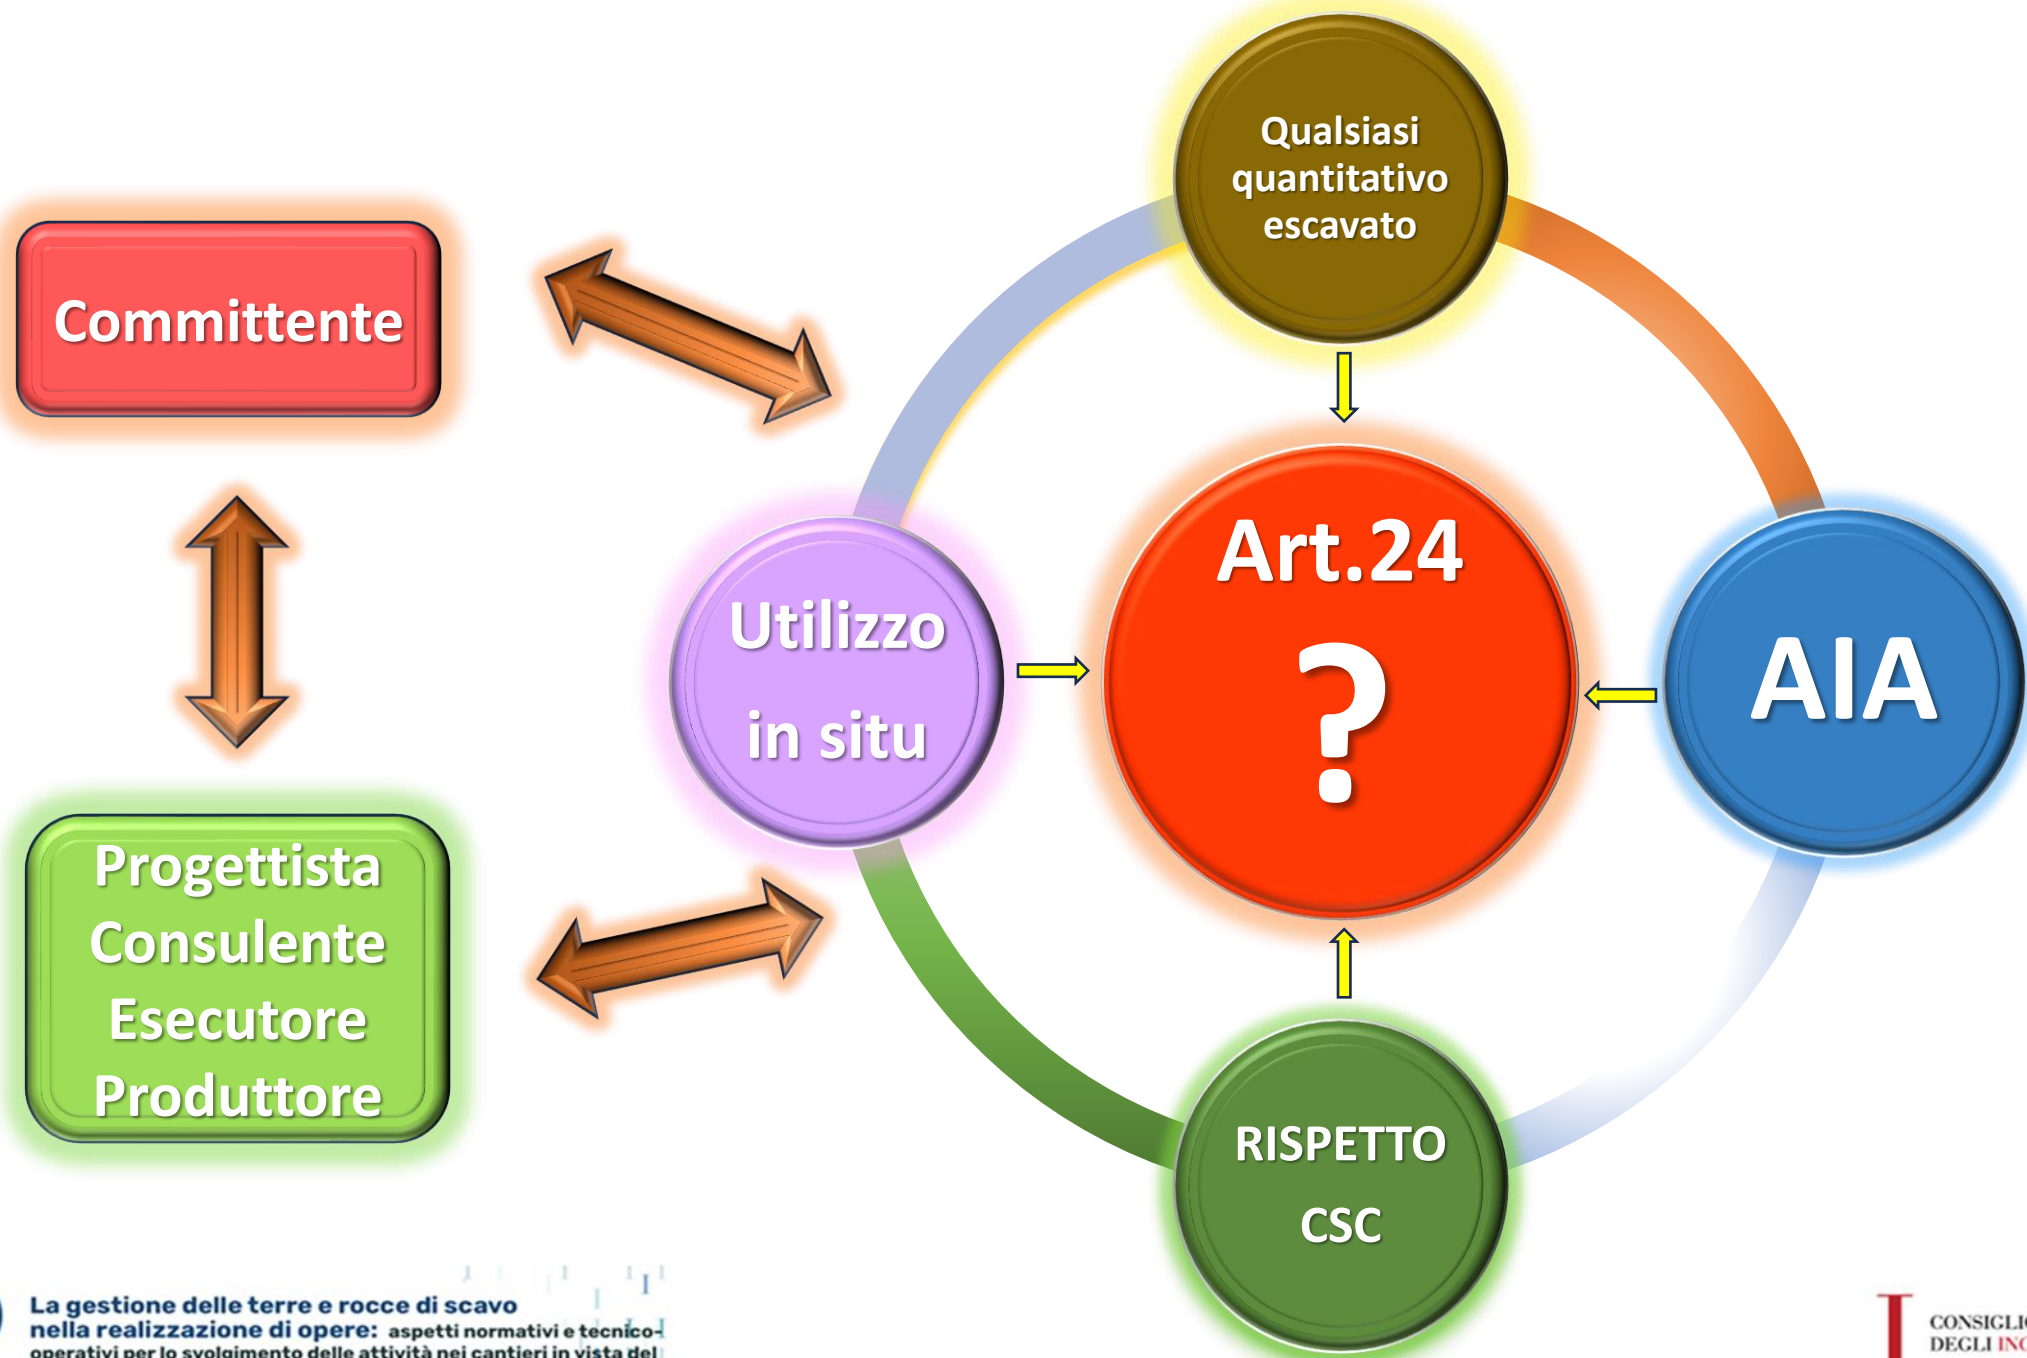 Qualsiasi
quantitativo
escavato
Committente
Art.24
?
Utilizzo
in situ
AIA
Progettista
Consulente
Esecutore
Produttore
RISPETTO
CSC
La gestione delle terre e rocce di scavo
nella realizzazione di opere: aspetti normativi e tecnico-
operativi per lo svolgimento delle attività nei cantieri in vista del
I
CONSIGLIO
DEGLI